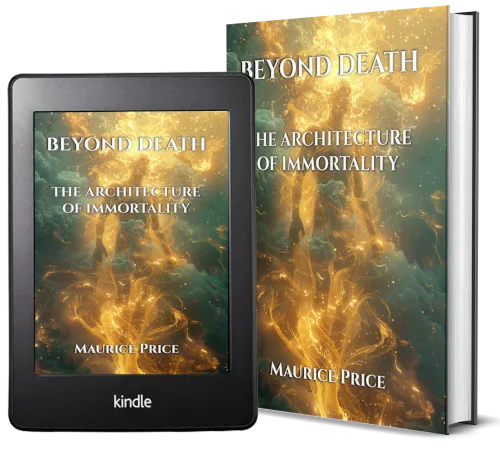 BEYOND DEATH
THE ARCHITECTURE
OF IMMORTALITY
MAURICE PRICE
kindle
BEYOND DEATH
THE ARCHITECTURE
OF IMMORTALITY
MAURICE PRICE